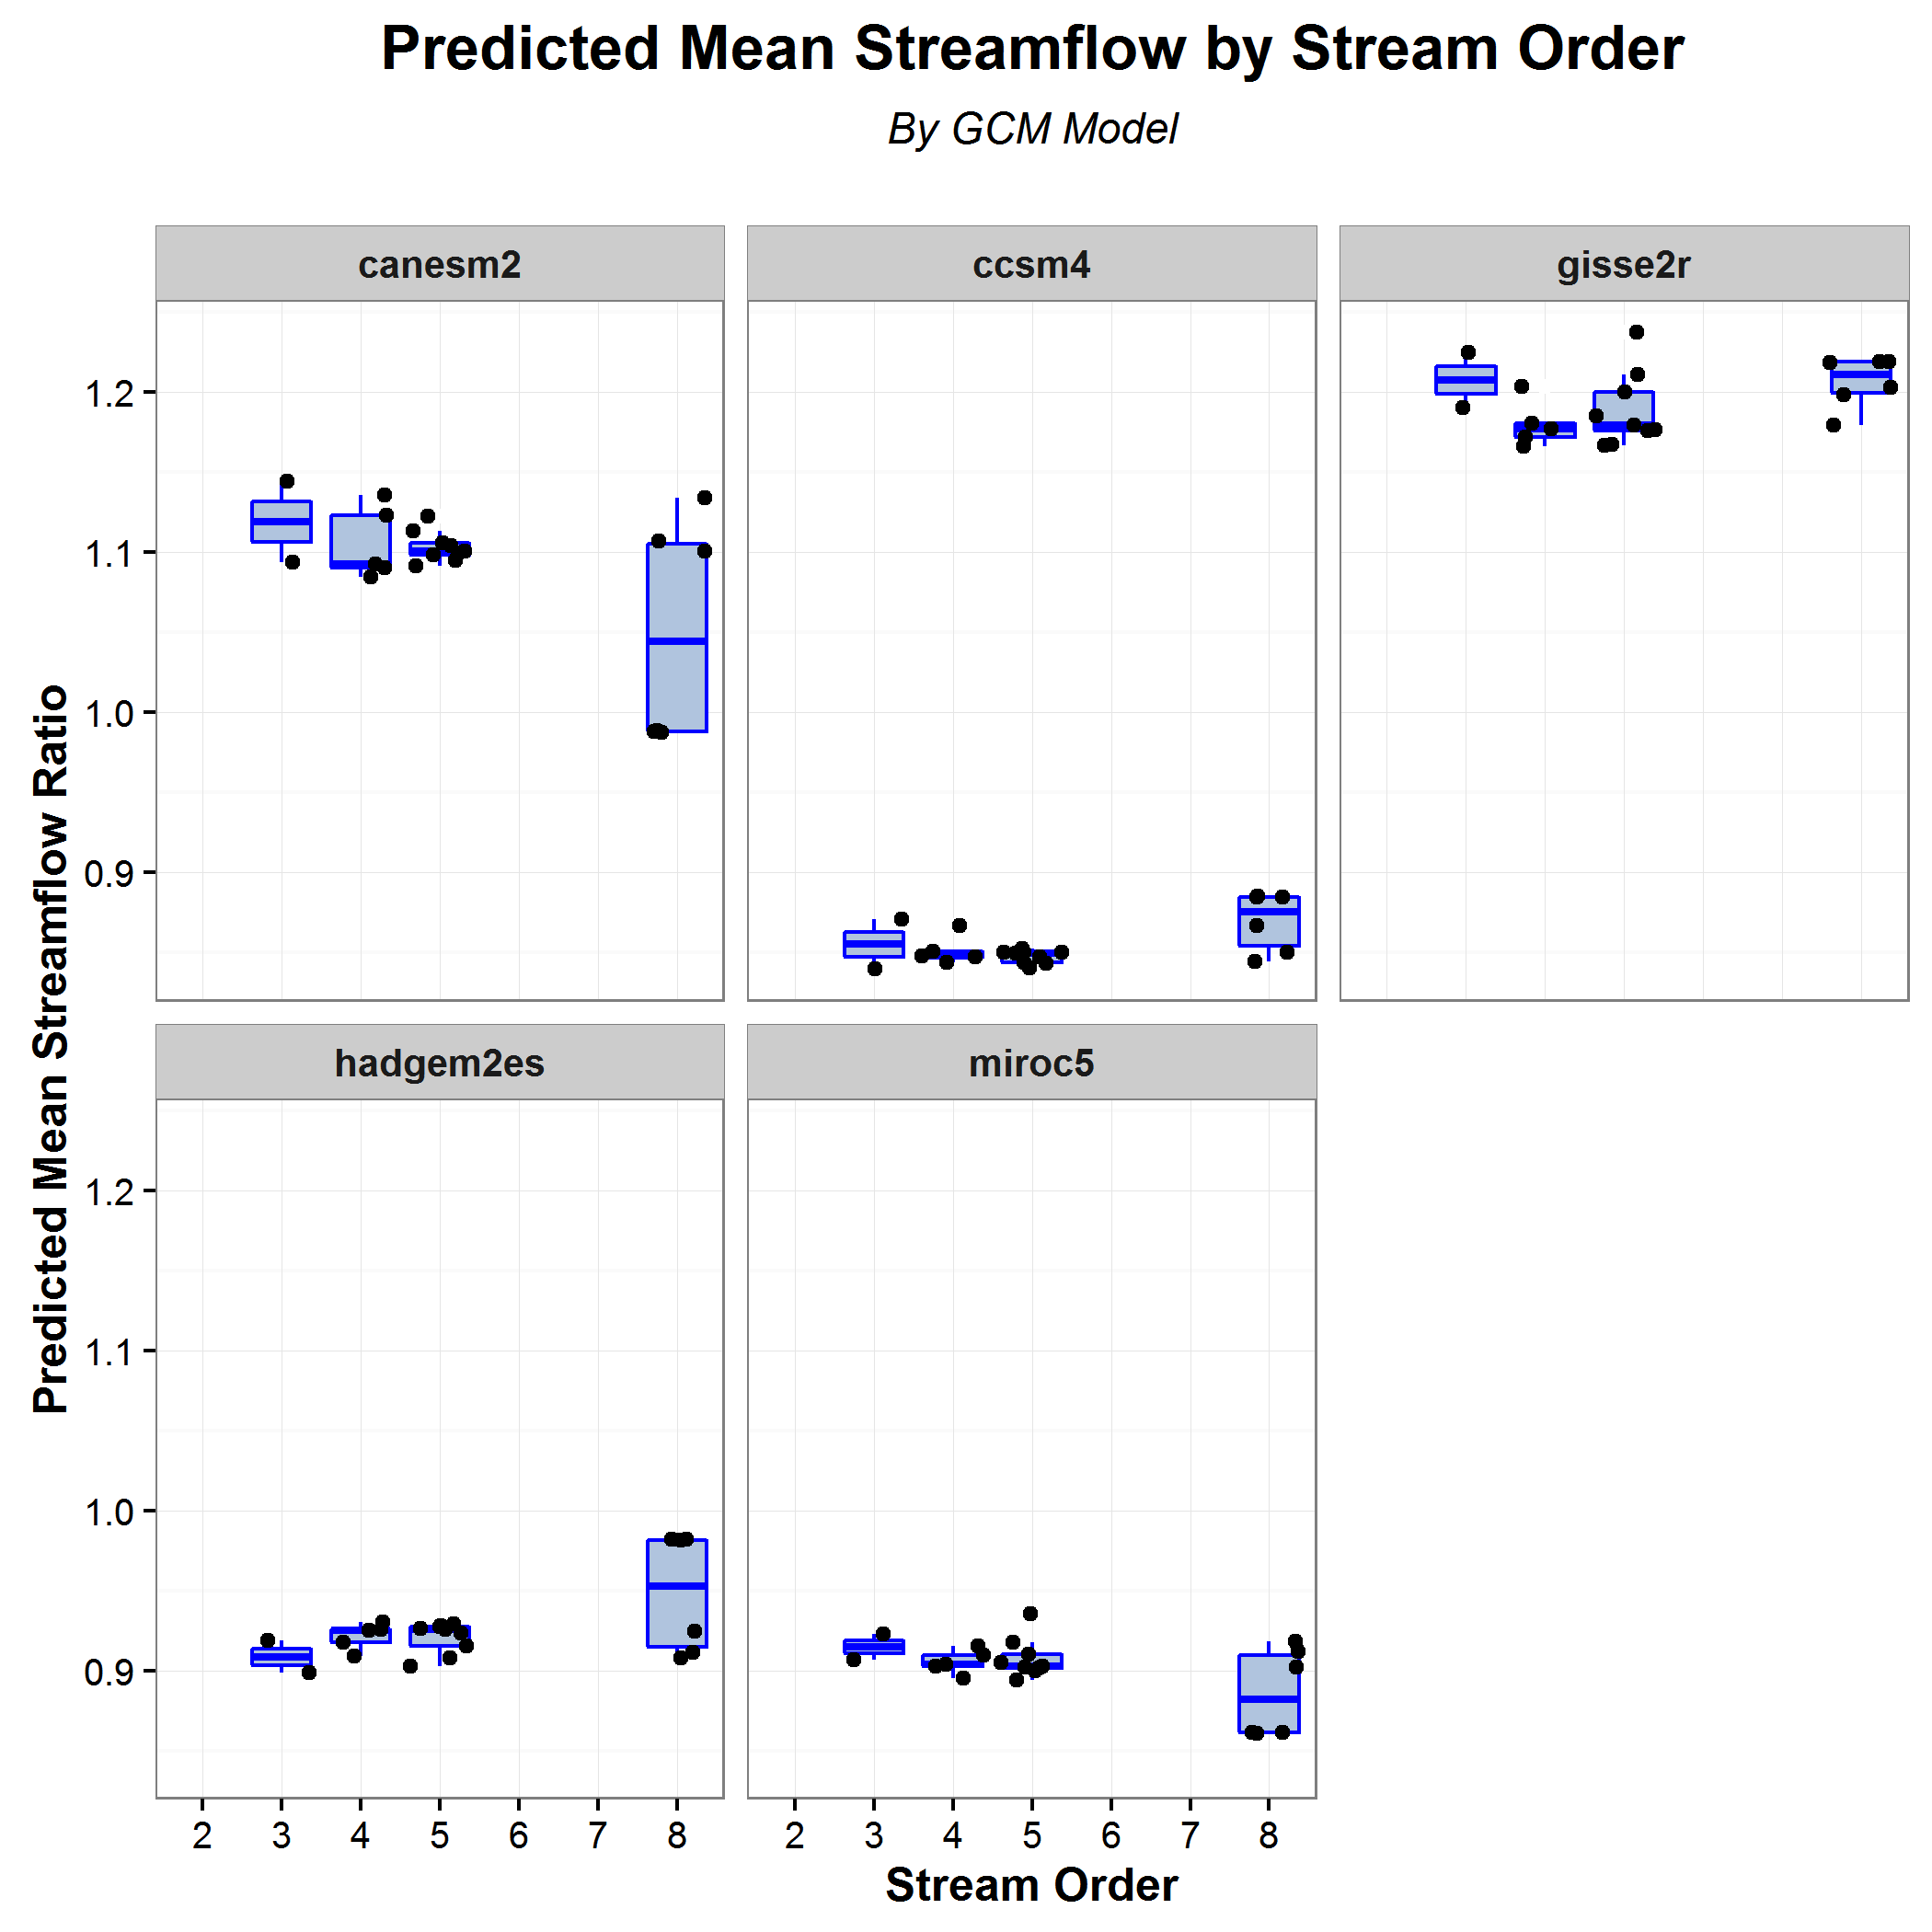 Predicted Mean Streamflow by Stream Order
By GCM Model
canesm2
ccsm4
gisse2r
1.2
1.1
1.0
0.9
Predicted Mean Streamflow Ratio
hadgem2es
miroc5
1.2
1.1
1.0
0.9
2 3 4 5 6 7 8
2 3 4 5 6 7 8
Stream Order